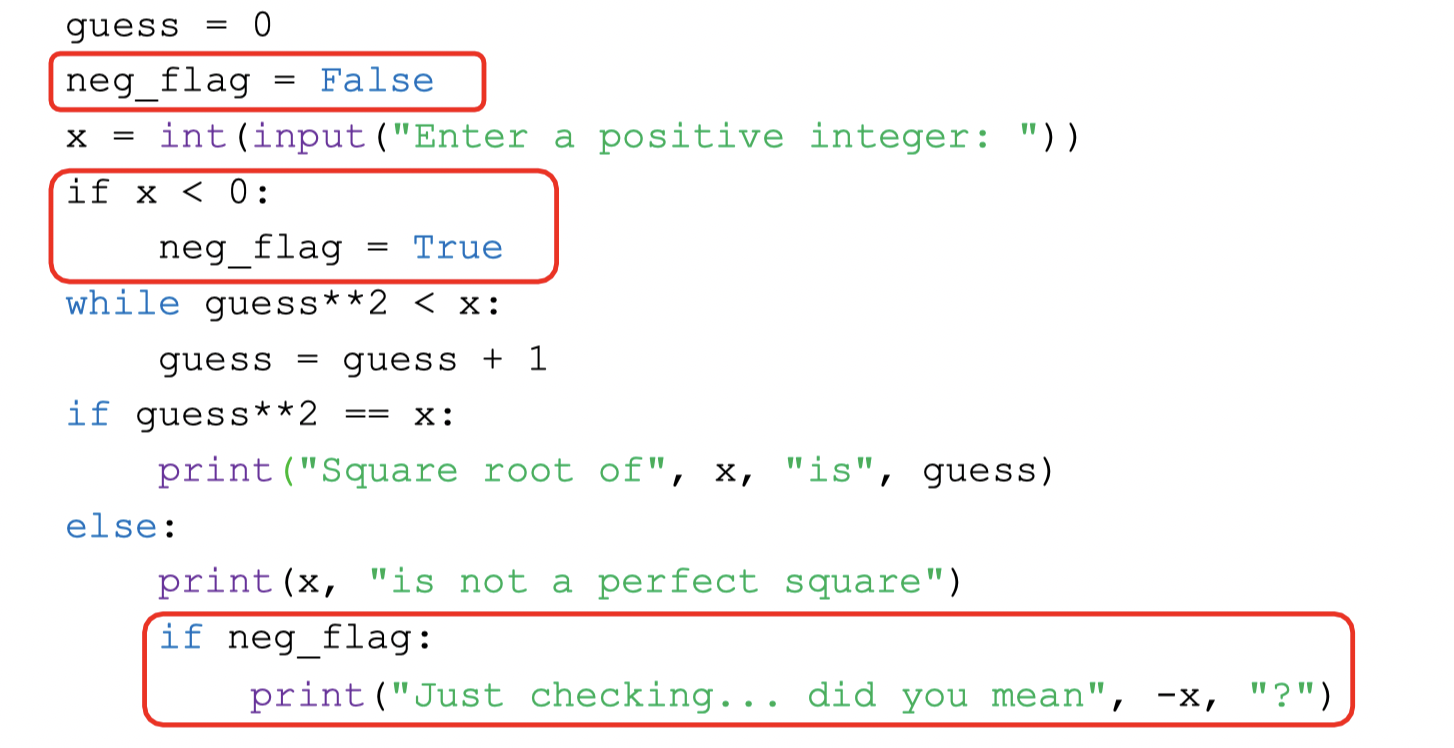 guess = 0
neg_flag = False
x = int(input("Enter a positive integer: "))
if x < 0:
    neg_flag = True
while guess**2 < x:
    guess = guess + 1
if guess**2 == x:
    print("Square root of", x, "is", guess)
else:
    print(x, "is not a perfect square")
    if neg_flag:
        print("Just checking... did you mean", -x, "?")